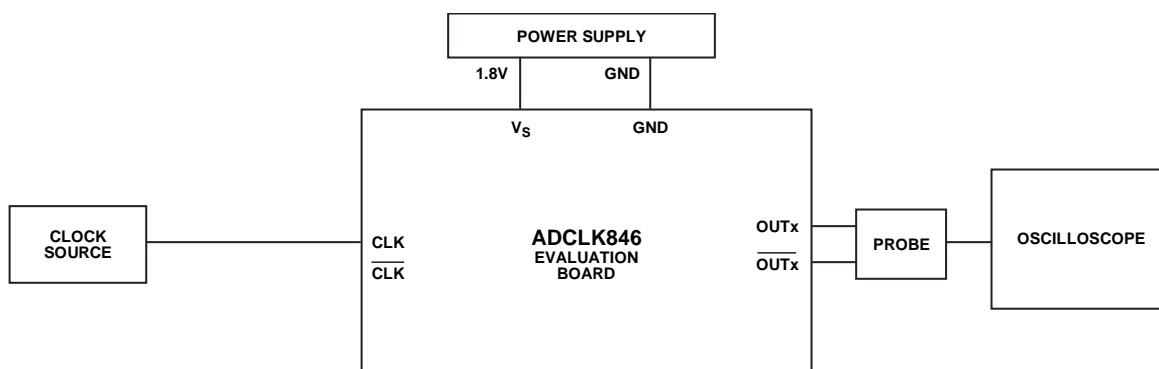 POWER SUPPLY
1.8V
GND
VS
GND
CLOCK
SOURCE
CLK
CLK
ADCLK846
EVALUATION
BOARD
OUTx
OUTx
PROBE
OSCILLOSCOPE